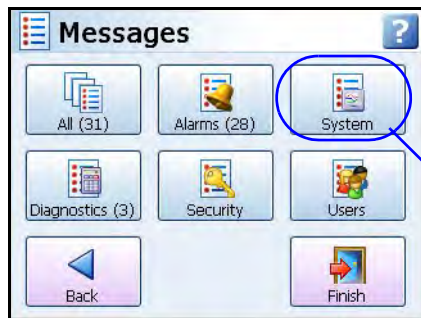 Messages
?
All (31)
Alarms (28)
System
Diagnostics (3)
Security
Users
Back
Finish